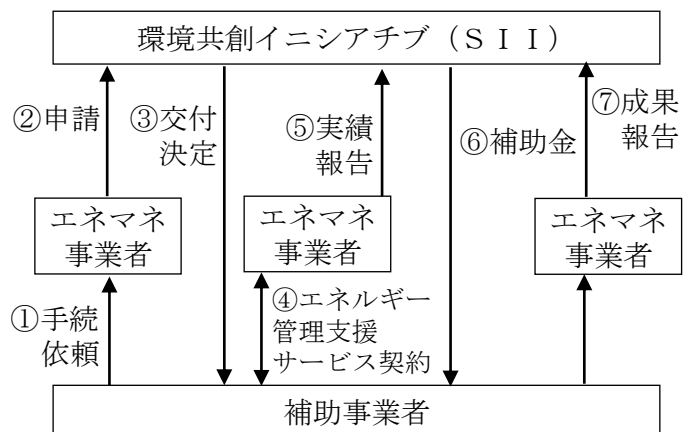 環境共創イニシアチブ（ＳＩＩ）
②申請
③交付
決定
⑤実績
報告
⑥補助金
⑦成果
報告
エネマネ
事業者
エネマネ
事業者
エネマネ
事業者
①手続
依頼
④エネルギー
管理支援
サービス契約
補助事業者